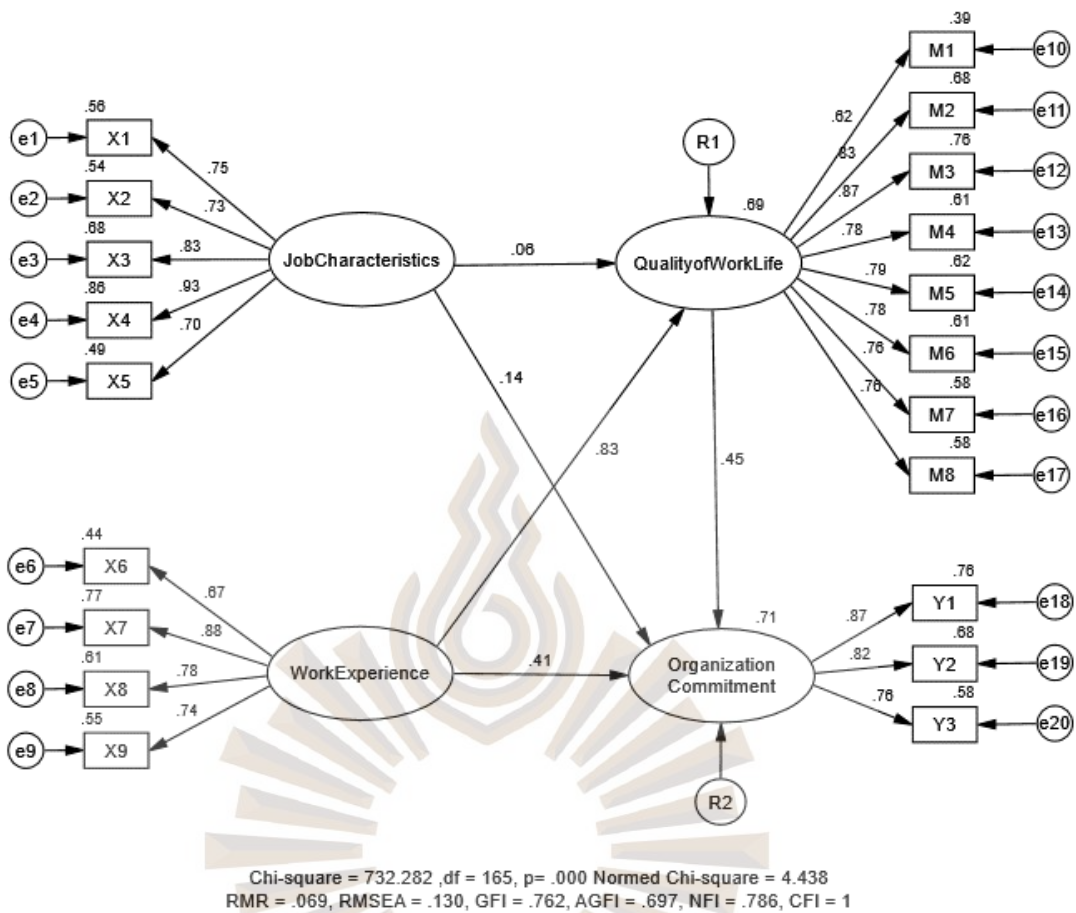 .39
M1 e10
.68
.62
M2 e11
.83
.76
M3 e12
.87
.61
M4 e13
.78
.62
M5 e14
.79
.61
M6 e15
.78
.58
M7 e16
.76
.58
M8 e17
.76
R1
.69
QualityofWorkLife
.56
e1 X1
.75
.54
e2 X2
.73
.68
e3 X3
.83
.86
e4 X4
.93
.49
e5 X5
.70
JobCharacteristics
.06
.14
.83
.45
.44
e6 X6
.67
.77
e7 X7
.88
.61
e8 X8
.78
.55
e9 X9
.74
WorkExperience
.41
.71
Organization
Commitment
R2
.76
Y1 e18
.87
.68
Y2 e19
.82
.58
Y3 e20
.76
Chi-square = 732.282 ,df = 165, p= .000 Normed Chi-square = 4.438
RMR = .069, RMSEA = .130, GFI = .762, AGFI = .697, NFI = .786, CFI = 1